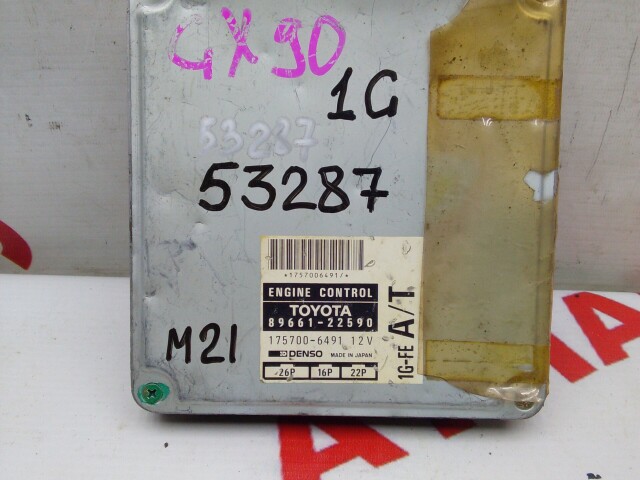 GX90
1G
53287
53287
*1757006491/*
ENGINE CONTROL
TOYOTA
89661-22590
175700-6491 12V
DENSO MADE IN JAPAN
26P 16P 22P
1G-FE A/T
M21